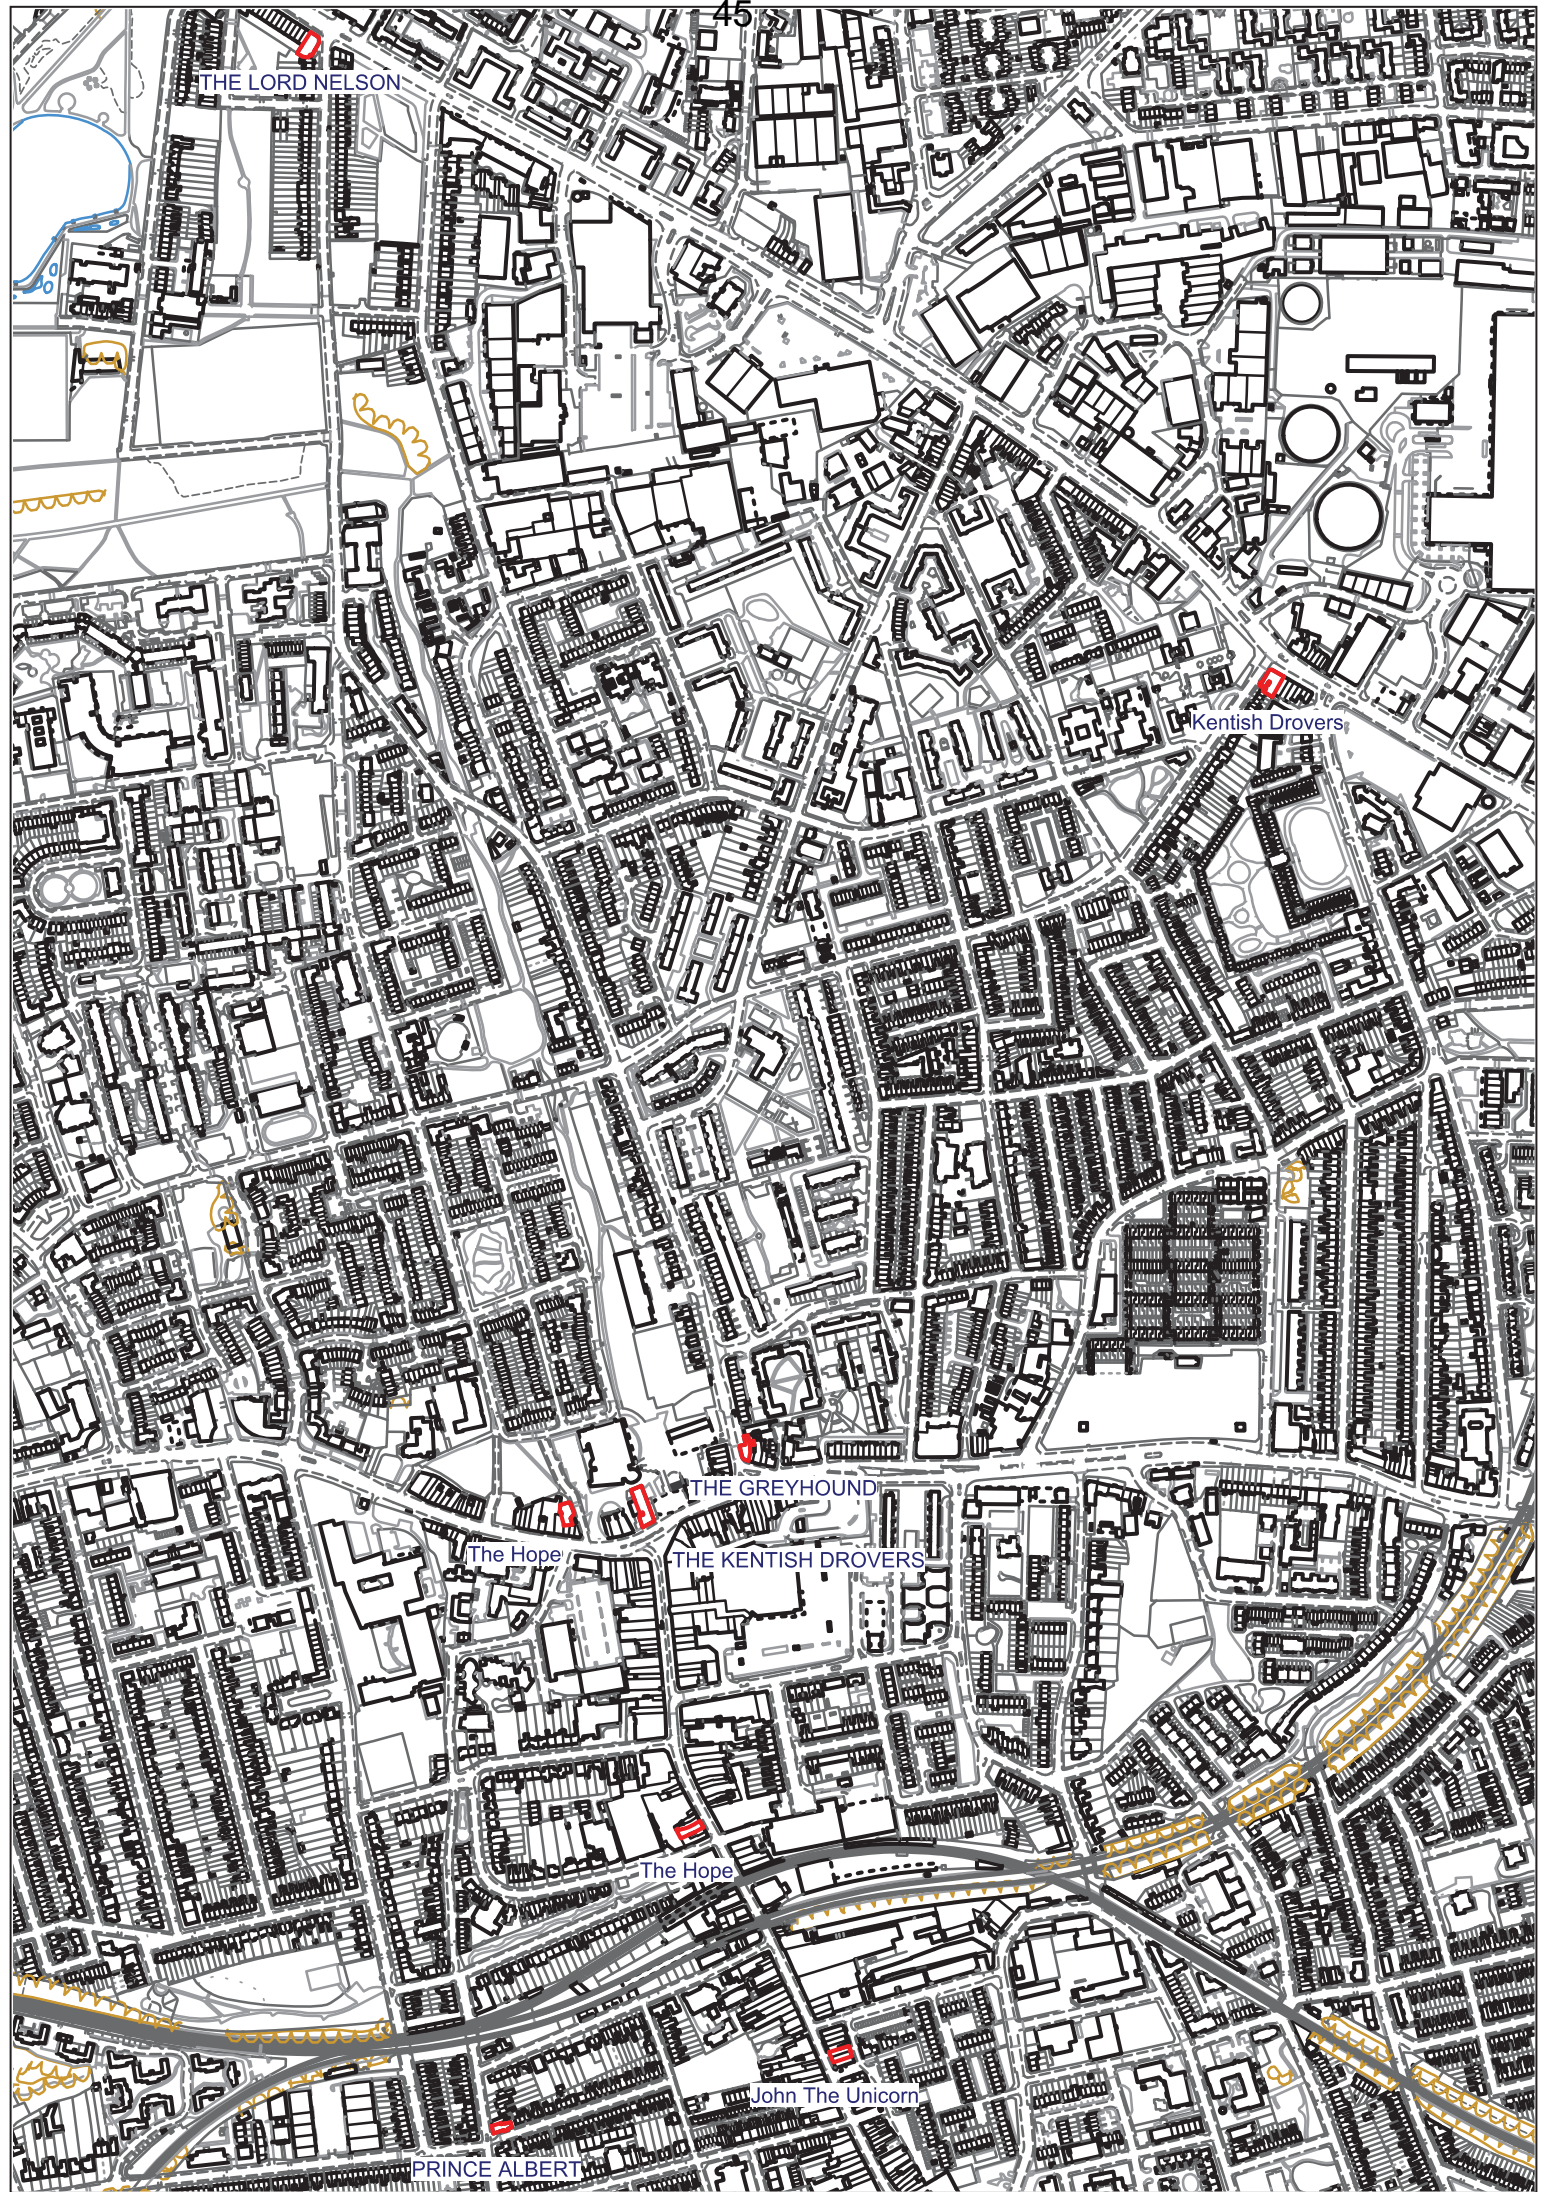 45
THE LORD NELSON
Kentish Drovers
THE GREYHOUND
The Hope
THE KENTISH DROVERS
The Hope
John The Unicorn
PRINCE ALBERT